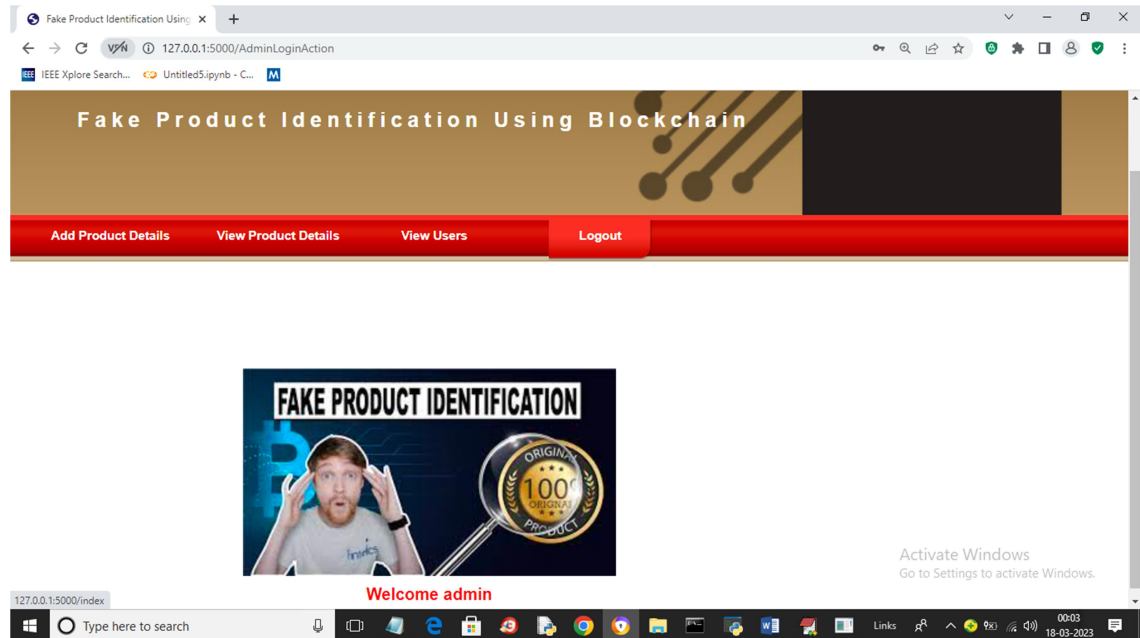 Fake Product Identification Using
127.0.0.1:5000/AdminLoginAction
IEEE IEEE Xplore Search... Untitled5.ipynb - C... M
Fake Product Identification Using Blockchain
Add Product Details View Product Details View Users Logout
FAKE PRODUCT IDENTIFICATION
ORIGINAL
100%
ORIGNAL
PRODUCT
Activate Windows
Go to Settings to activate Windows.
Welcome admin
127.0.0.1:5000/index
Type here to search
Links
00:03
18-03-2023